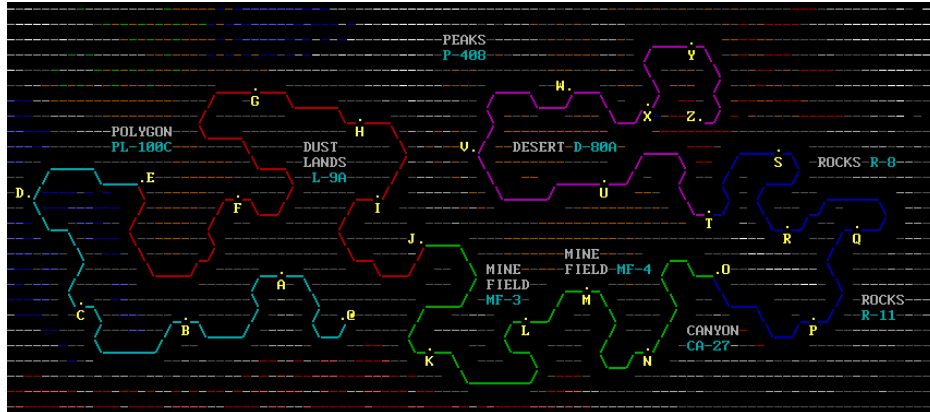 PEAKS
P-408
Y
W.
G
X
Z.
H
POLYGON
PL-100C
DUST
LANDS
L-9A
V.
DESERT D-80A
S
ROCKS R-8
.E
D.
F
I
U
T
R
Q
J.
MINE
FIELD MF-4
MINE
FIELD
MF-3
.O
A
M
C
B
.@
L
ROCKS
R-11
P
CANYON
CA-27
K
N